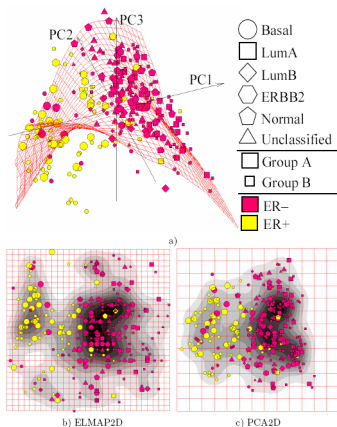 PC3
PC2
PC1
Basal
LumA
LumB
ERBB2
Normal
Unclassified
Group A
Group B
ER−
ER+
a)
b) ELMAP2D
c) PCA2D